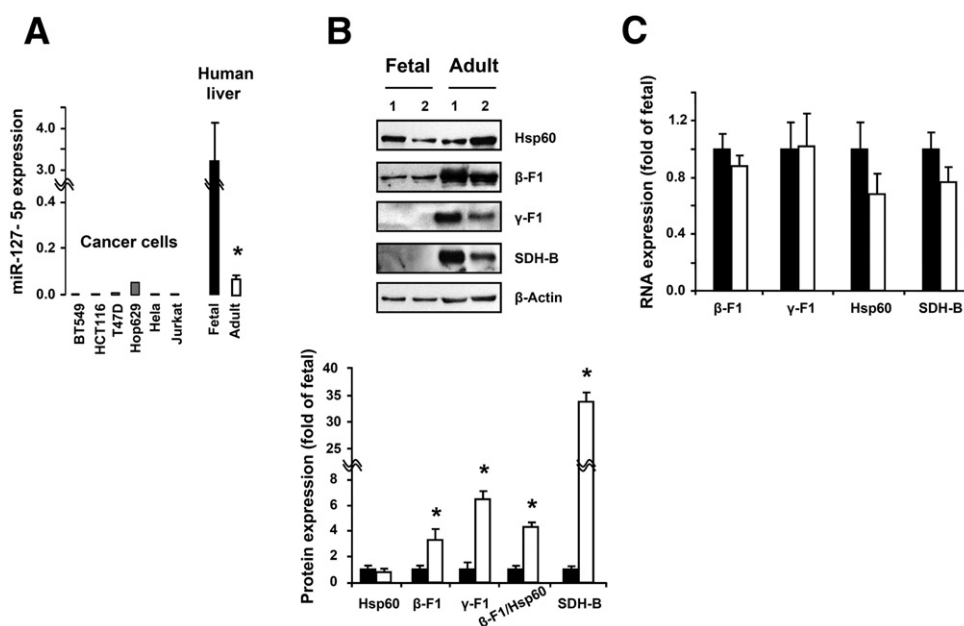 A
B
C
Human
liver
miR-127- 5p expression
4.0
3.0
0.4
0.2
0.0
Cancer cells
*
BT549
HCT116
T47D
Hop629
Hela
Jurkat
Fetal
Adult
Fetal Adult
1 2 1 2
Hsp60
β-F1
γ-F1
SDH-B
β-Actin
RNA expression (fold of fetal)
1.2
0.8
0.4
0.0
β-F1 γ-F1 Hsp60 SDH-B
Protein expression (fold of fetal)
40
35
30
25
8
6
4
2
0
* * * *
Hsp60 β-F1 γ-F1 β-F1/Hsp60 SDH-B